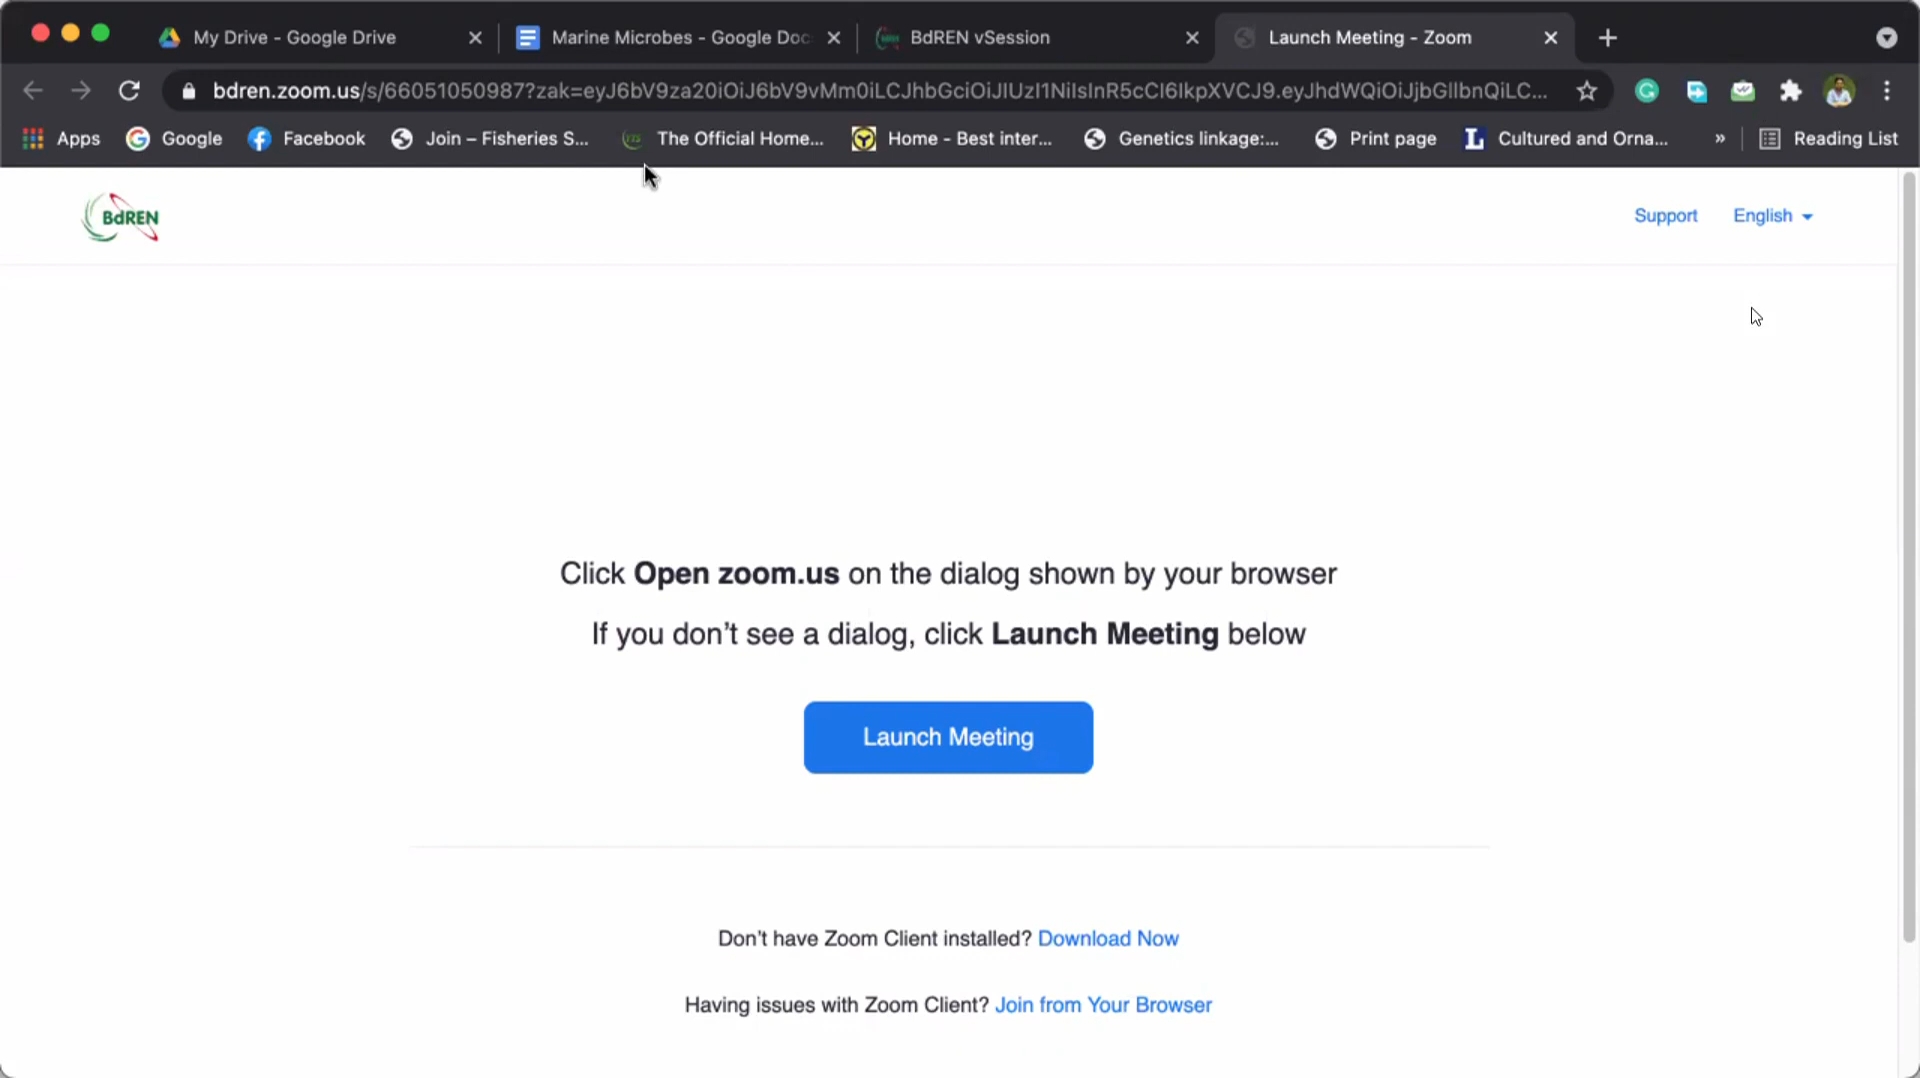 My Drive - Google Drive
Marine Microbes - Google Doc
BdREN vSession
Launch Meeting - Zoom
bdren.zoom.us/s/66051050987?zak=eyJ6bV9za20iOiJ6bV9vMm0iLCJhbGciOiJIUzI1NiIsInR5cCI6IkpXVCJ9.eyJhdWQiOiJjbGllbnQiLC...
Apps
Google
Facebook
Join – Fisheries S...
The Official Home...
Home - Best inter...
Genetics linkage:...
Print page
Cultured and Orna...
»
Reading List
BdREN
Support
English
Click Open zoom.us on the dialog shown by your browser
If you don’t see a dialog, click Launch Meeting below
Launch Meeting
Don’t have Zoom Client installed? Download Now
Having issues with Zoom Client? Join from Your Browser